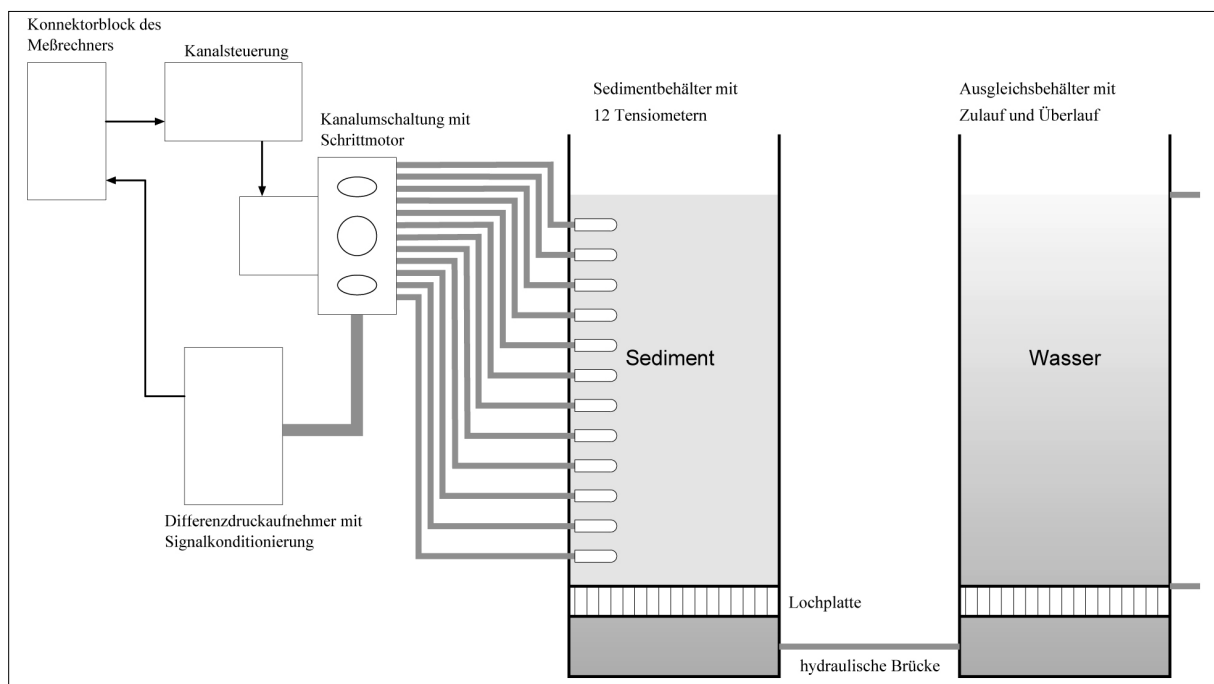 Konnektorblock des
Meßrechners
Kanalsteuerung
Kanalumschaltung mit
Schrittmotor
Sedimentbehälter mit
12 Tensiometern
Ausgleichsbehälter mit
Zulauf und Überlauf
Sediment
Wasser
Differenzdruckaufnehmer mit
Signalkonditionierung
Lochplatte
hydraulische Brücke